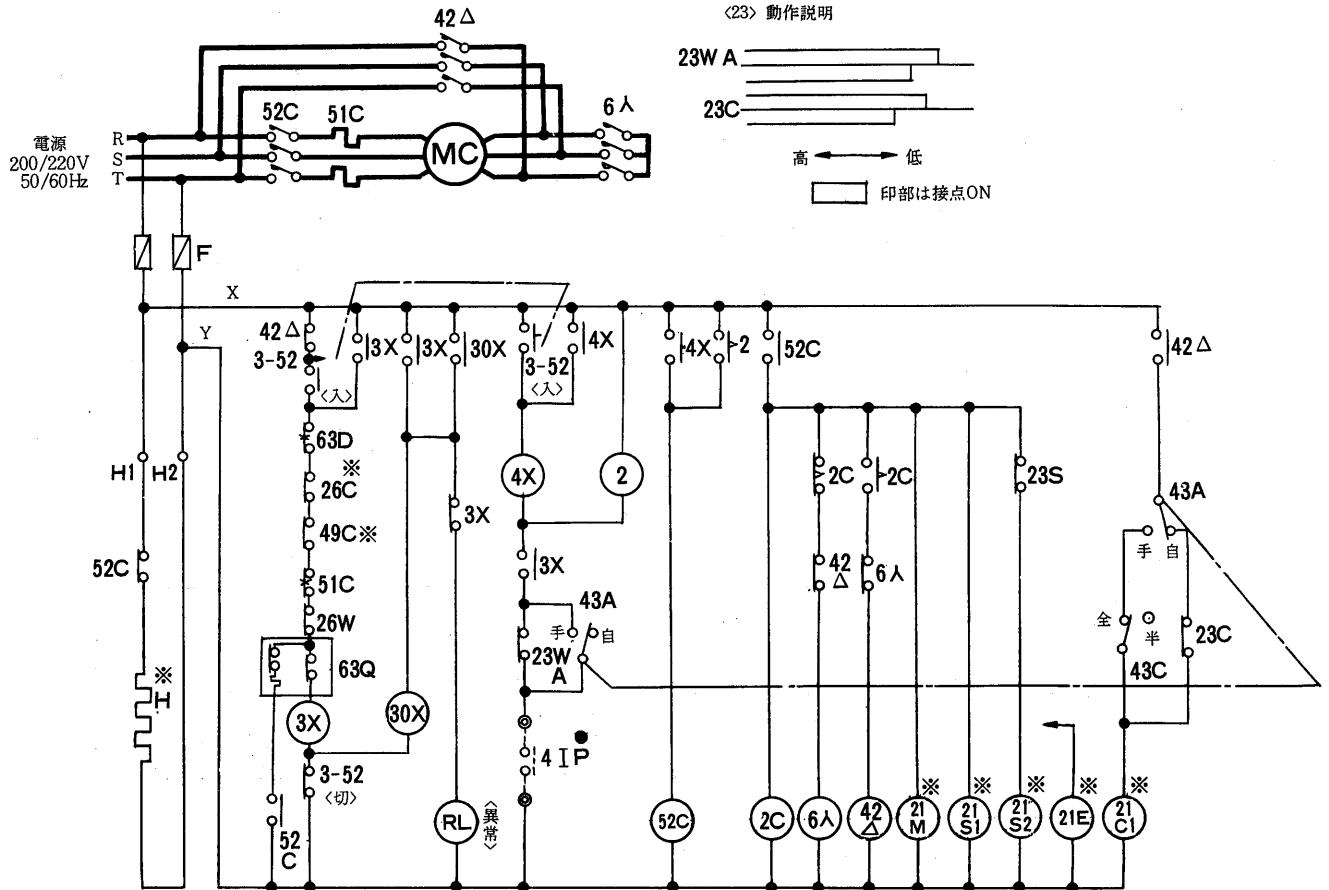 42Δ
〈23〉 動作説明
23W A
23C
高 低
印部は接点ON
52C 51C 6人
MC
電源
200/220V
50/60Hz
R
S
T
F
X
Y
42Δ
3-52
〈入〉
3X
3X
30X
3-52
〈入〉
4X
4X
2
52C
42Δ
H1 H2
63D
※
26C
49C※
51C
26W
63Q
3X
3-52
〈切〉
52
C
52C
※
H
30X
3X
RL
〈異常〉
4X
2
3X
43A
手 自
23W
A
4IP
2C
2C
23S
42
Δ
6人
43A
手 自
全 半
43C
23C
52C
2C
6人
42
Δ
※
21
M
※
21
S1
※
21
S2
※
21E
※
21
C1